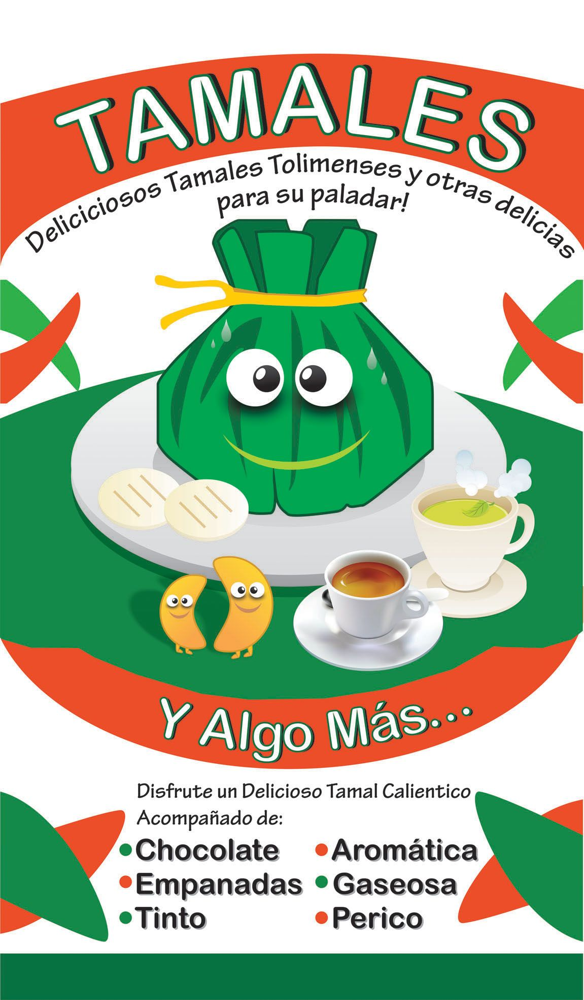 TAMALES
Deliciciosos Tamales Tolimenses y otras delicias
para su paladar!
Y Algo Más...
Disfrute un Delicioso Tamal Calientico
Acompañado de:
•Chocolate
•Empanadas
•Tinto
•Aromática
•Gaseosa
•Perico